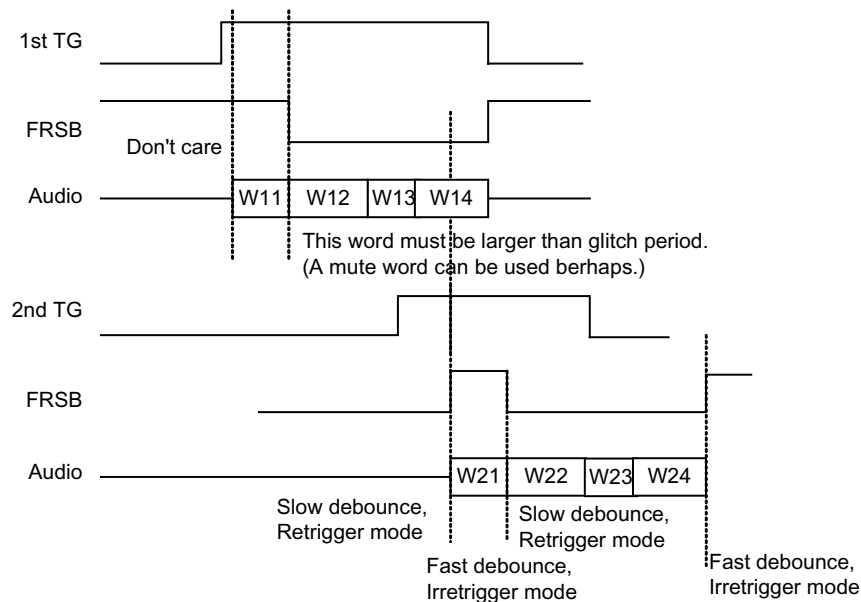 1st TG
FRSB
Don't care
Audio
W11 W12 W13 W14
This word must be larger than glitch period.
(A mute word can be used berhaps.)
2nd TG
FRSB
Audio
W21 W22 W23 W24
Slow debounce,
Retrigger mode
Slow debounce,
Retrigger mode
Fast debounce,
Irretrigger mode
Fast debounce,
Irretrigger mode